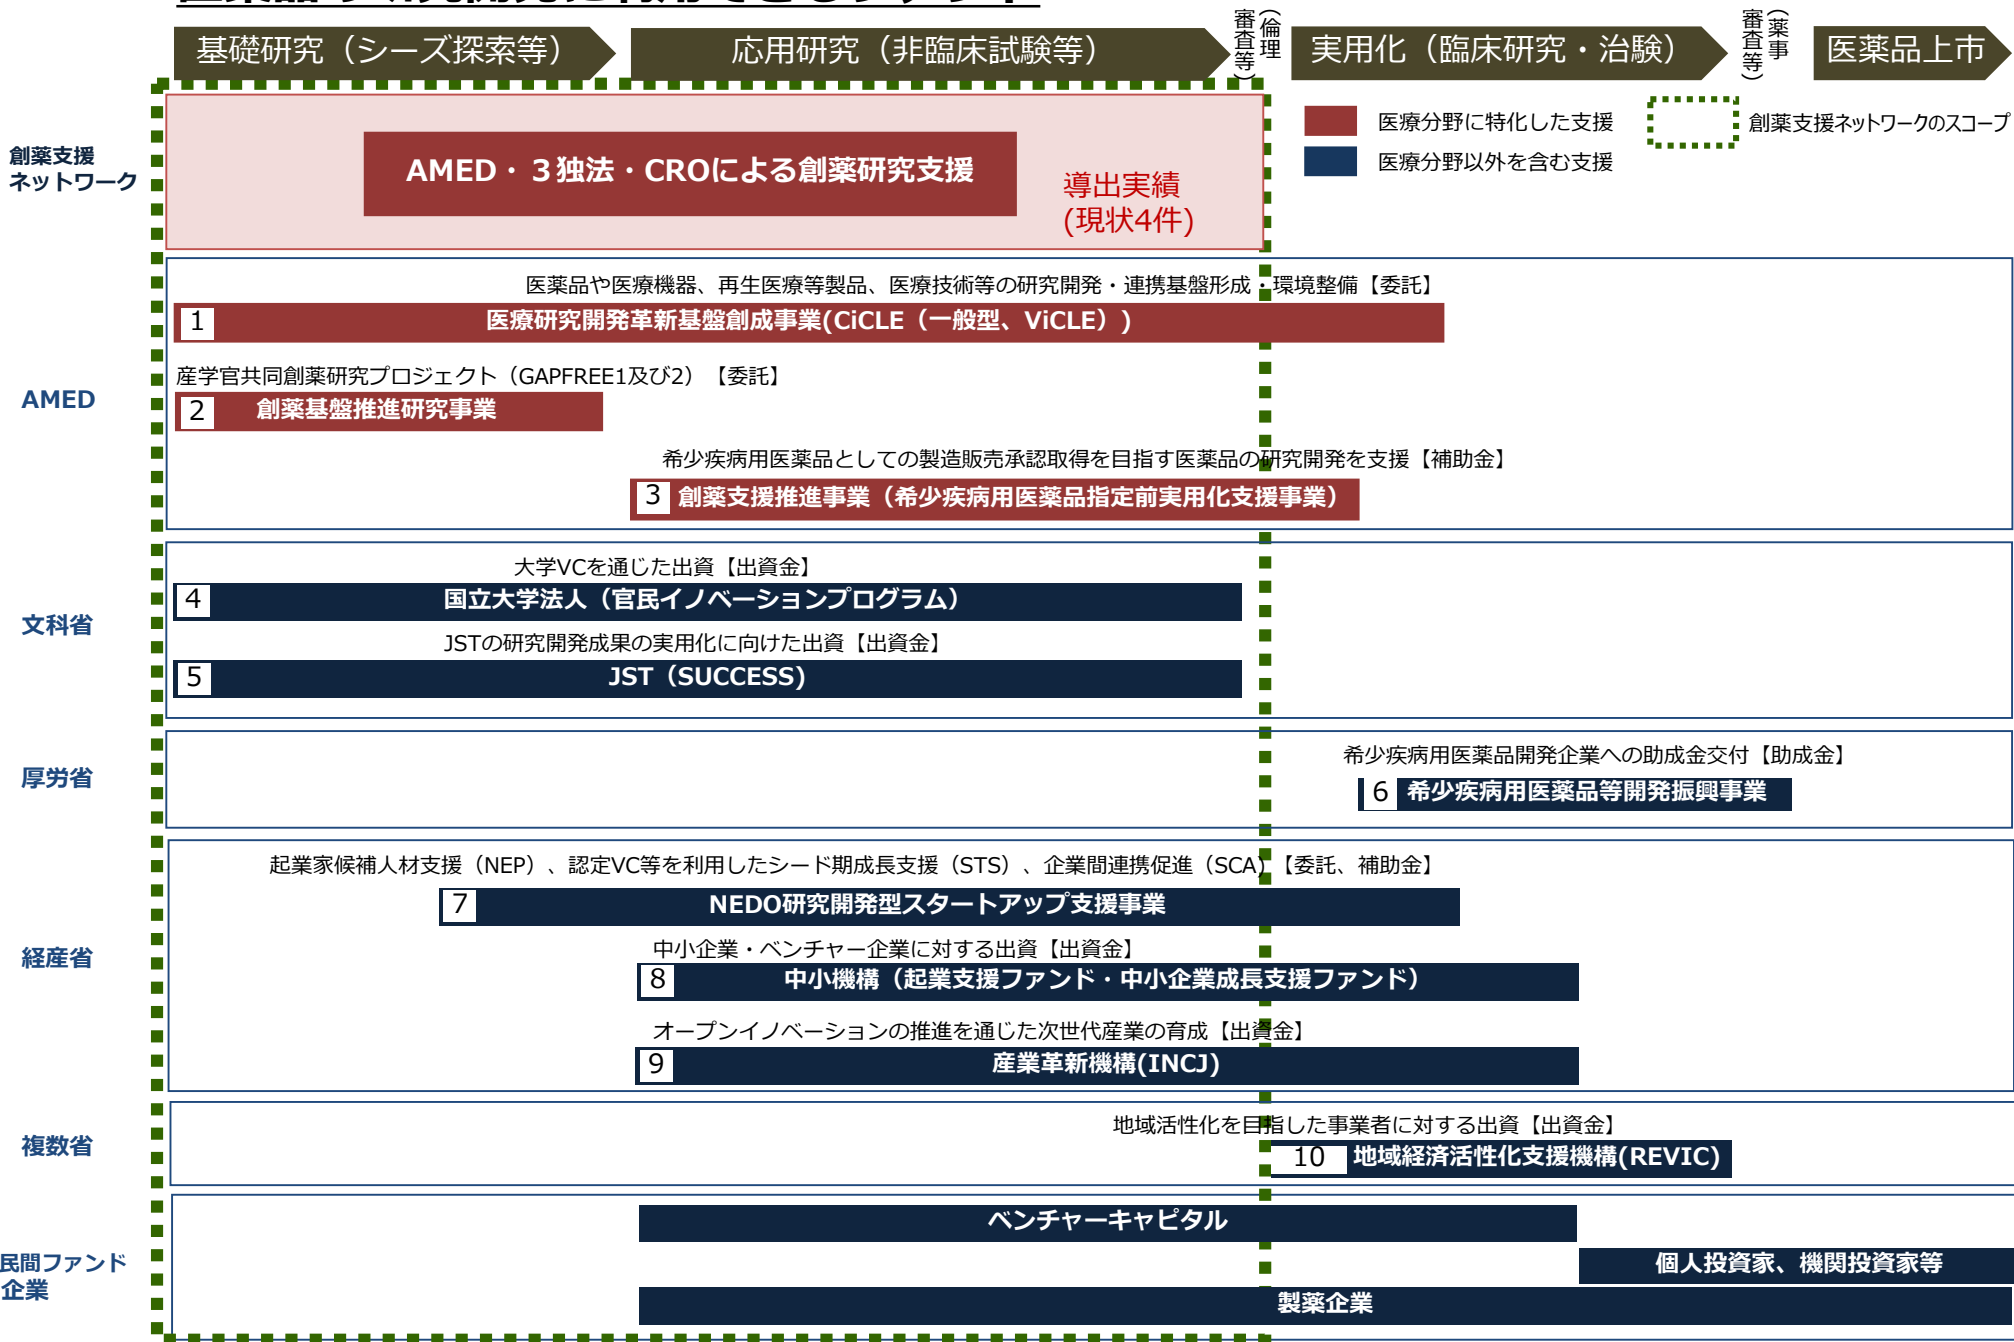 基礎研究（シーズ探索等）
応用研究（非臨床試験等）
（倫理
審査等）
実用化（臨床研究・治験）
（薬事
審査等）
医薬品上市
医療分野に特化した支援
創薬支援ネットワークのスコープ
医療分野以外を含む支援
創薬支援
ネットワーク
AMED・３独法・CROによる創薬研究支援
導出実績
(現状4件)
AMED
医薬品や医療機器、再生医療等製品、医療技術等の研究開発・連携基盤形成・環境整備【委託】
1 医療研究開発革新基盤創成事業(CiCLE（一般型、ViCLE）)
産学官共同創薬研究プロジェクト（GAPFREE1及び2）【委託】
2 創薬基盤推進研究事業
希少疾病用医薬品としての製造販売承認取得を目指す医薬品の研究開発を支援【補助金】
3 創薬支援推進事業（希少疾病用医薬品指定前実用化支援事業）
文科省
大学VCを通じた出資【出資金】
4 国立大学法人（官民イノベーションプログラム）
JSTの研究開発成果の実用化に向けた出資【出資金】
5 JST（SUCCESS)
厚労省
希少疾病用医薬品開発企業への助成金交付【助成金】
6 希少疾病用医薬品等開発振興事業
経産省
起業家候補人材支援（NEP）、認定VC等を利用したシード期成長支援（STS）、企業間連携促進（SCA)【委託、補助金】
7 NEDO研究開発型スタートアップ支援事業
中小企業・ベンチャー企業に対する出資【出資金】
8 中小機構（起業支援ファンド・中小企業成長支援ファンド）
オープンイノベーションの推進を通じた次世代産業の育成【出資金】
9 産業革新機構(INCJ)
複数省
地域活性化を目指した事業者に対する出資【出資金】
10 地域経済活性化支援機構(REVIC)
民間ファンド
企業
ベンチャーキャピタル
個人投資家、機関投資家等
製薬企業